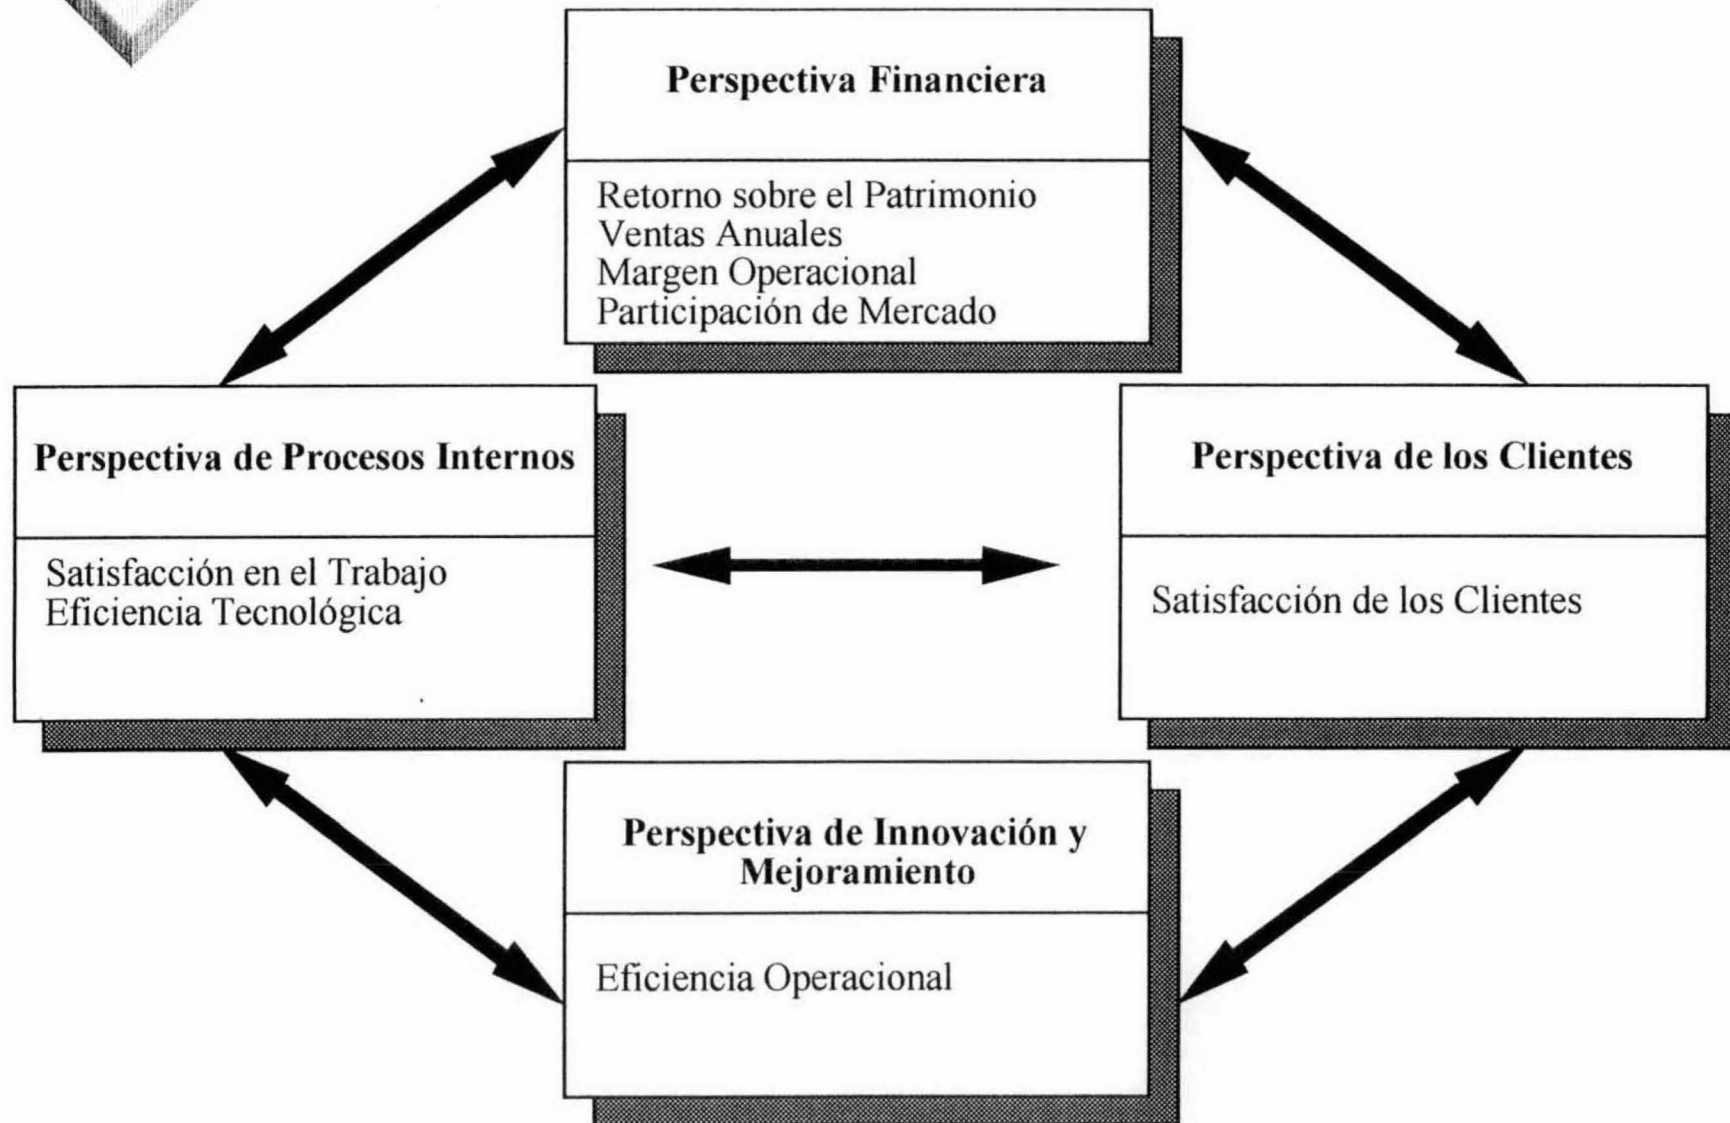 Perspectiva Financiera
Retorno sobre el Patrimonio
Ventas Anuales
Margen Operacional
Participación de Mercado
Perspectiva de Procesos Internos
Satisfacción en el Trabajo
Eficiencia Tecnológica
Perspectiva de los Clientes
Satisfacción de los Clientes
Perspectiva de Innovación y
Mejoramiento
Eficiencia Operacional